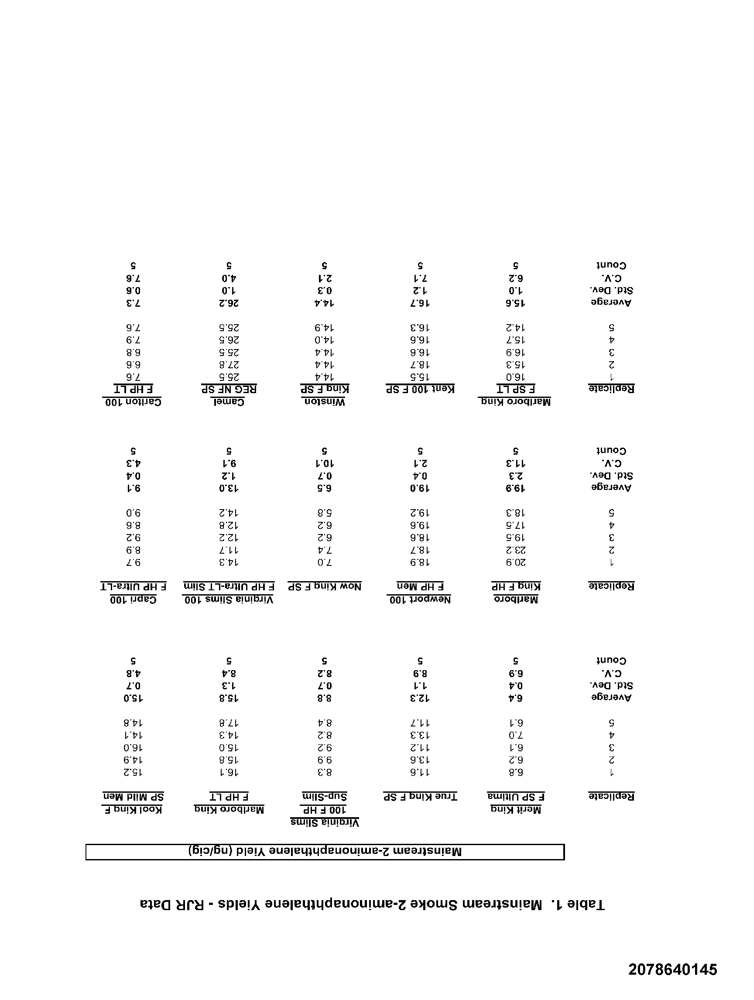 Table 1. Mainstream Smoke 2-aminonaphthalene Yields - RJR Data
Mainstream 2-aminonaphthalene Yield (ng/cig)
Virginia Slims
Merit King 100 F HP Marlboro King Kool King F
Replicate F SP Ultima True King F SP Sup-Slim F HP LT SP Mild Men
1 6.8 11.6 8.3 16.1 15.2
2 6.2 13.6 9.9 15.8 14.9
3 6.1 11.2 9.2 15.0 16.0
4 7.0 13.3 8.2 14.3 14.1
5 6.1 11.7 8.4 17.8 14.8
Average 6.4 12.3 8.8 15.8 15.0
Std. Dev. 0.4 1.1 0.7 1.3 0.7
C.V. 6.9 8.9 8.2 8.4 4.8
Count 5 5 5 5 5
Marlboro Newport 100 Virginia Slims 100 Capri 100
Replicate King F HP F HP Men Now King F SP F HP Ultra-LT Slim F HP Ultra-LT
1 20.9 18.9 7.0 14.3 9.7
2 23.2 18.7 7.4 11.7 8.9
3 19.5 18.6 6.2 12.2 9.2
4 17.5 19.6 6.2 12.8 8.6
5 18.3 19.2 5.8 14.2 9.0
Average 19.9 19.0 6.5 13.0 9.1
Std. Dev. 2.3 0.4 0.7 1.2 0.4
C.V. 11.3 2.1 10.1 9.1 4.3
Count 5 5 5 5 5
Marlboro King Winston Camel Carlton 100
Replicate F SP LT Kent 100 F SP King F SP REG NF SP F HP LT
1 16.0 15.5 14.4 25.5 7.6
2 15.3 18.7 14.4 27.8 6.6
3 16.9 16.6 14.4 25.5 6.8
4 15.7 16.6 14.0 26.5 7.9
5 14.2 16.3 14.9 25.5 7.6
Average 15.6 16.7 14.4 26.2 7.3
Std. Dev. 1.0 1.2 0.3 1.0 0.6
C.V. 6.2 7.1 2.1 4.0 7.6
Count 5 5 5 5 5
2078640145